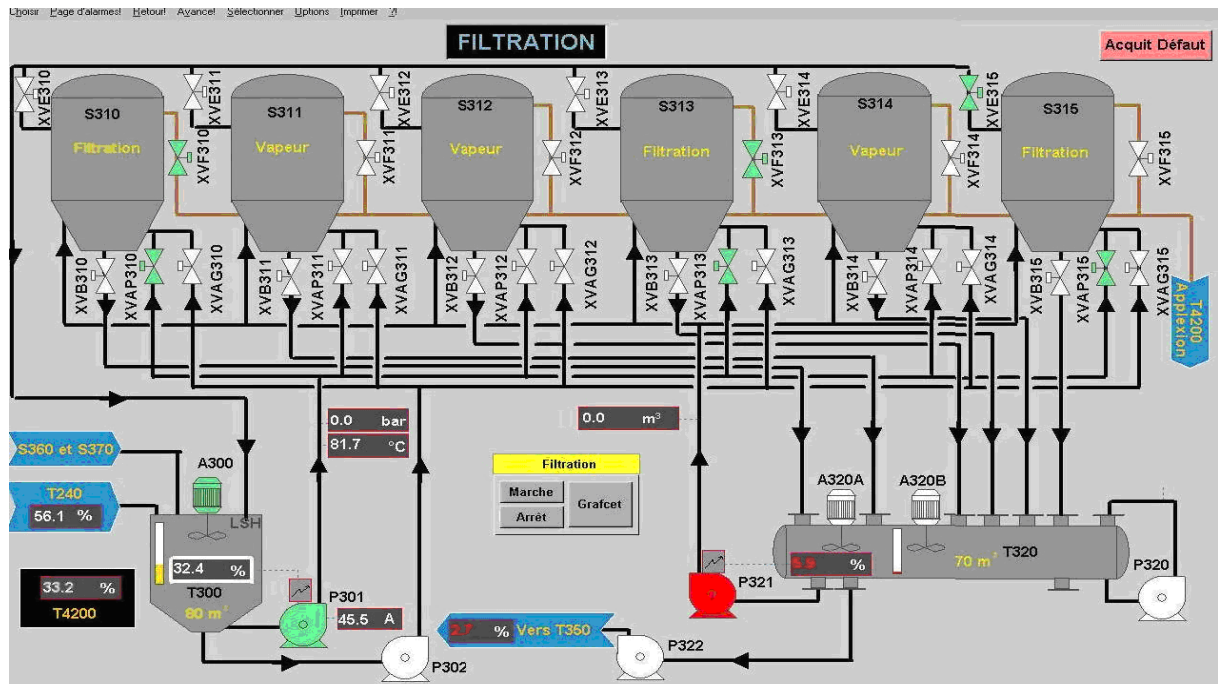 Choisir Page d'alarmes! Retour! Avance! Sélectionner Options Imprimer ?!
FILTRATION
Acquit Défaut
XVE310
XVE311
XVE312
XVE313
XVE314
XVE315
S310
S311
S312
S313
S314
S315
Filtration
Vapeur
Vapeur
Filtration
Vapeur
Filtration
XVF310
XVF311
XVF312
XVF313
XVF314
XVF315
XVB310
XVAP310
XVAG310
XVB311
XVAP311
XVAG311
XVB312
XVAP312
XVAG312
XVB313
XVAP313
XVAG313
XVB314
XVAP314
XVAG314
XVB315
XVAP315
XVAG315
T4200
Applexion
0.0 bar
81.7 °C
0.0 m³
S360 et S370
A300
Filtration
Marche
Arrêt
Grafcet
A320A
A320B
T240
56.1 %
LSH
32.4 %
T300
80 m³
33.2 %
T4200
P301
45.5 A
P302
2.7 % Vers T350
P322
P321
5.9 %
70 m³
T320
P320